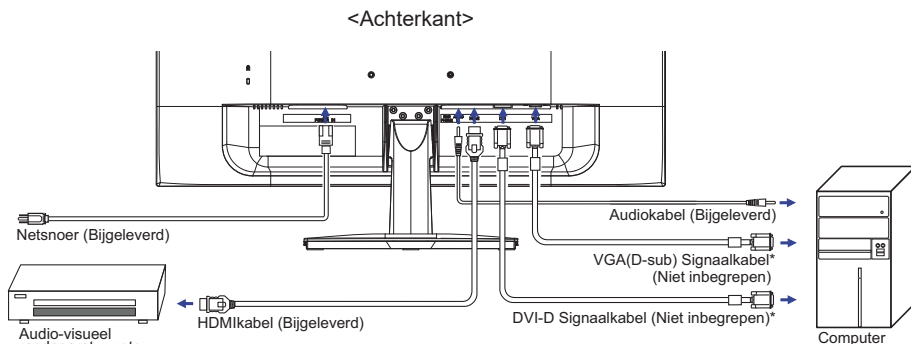 <Achterkant>
Audiokabel (Bijgeleverd)
Netsnoer (Bijgeleverd)
VGA(D-sub) Signaalkabel*
(Niet inbegrepen)
HDMIkabel (Bijgeleverd)
DVI-D Signaalkabel (Niet inbegrepen)*
Audio-visueel
Computer